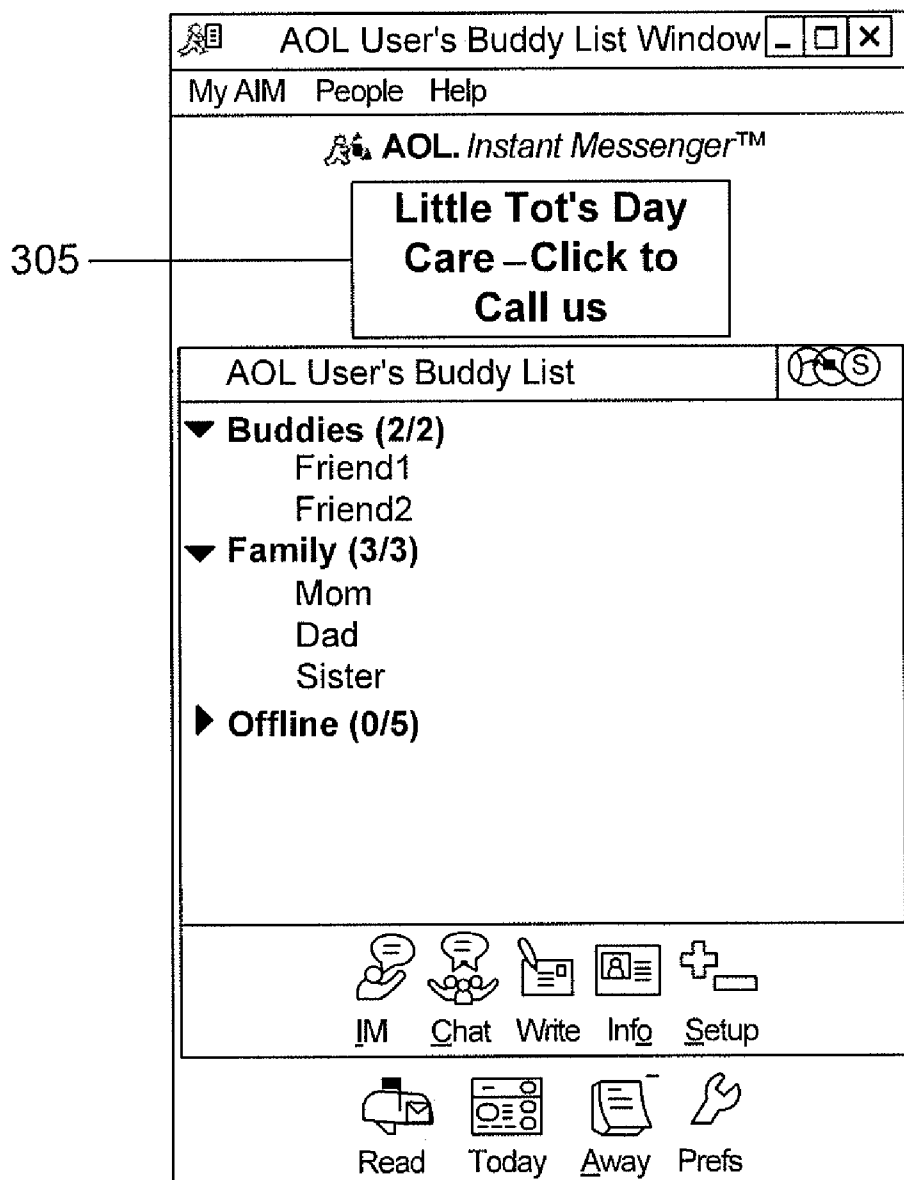 AOL User's Buddy List Window
My AIM People Help
AOL. Instant Messenger™
Little Tot's Day
Care –Click to
Call us
305
AOL User's Buddy List
S
Buddies (2/2)
Friend1
Friend2
Family (3/3)
Mom
Dad
Sister
Offline (0/5)
IM Chat Write Info Setup
Read Today Away Prefs